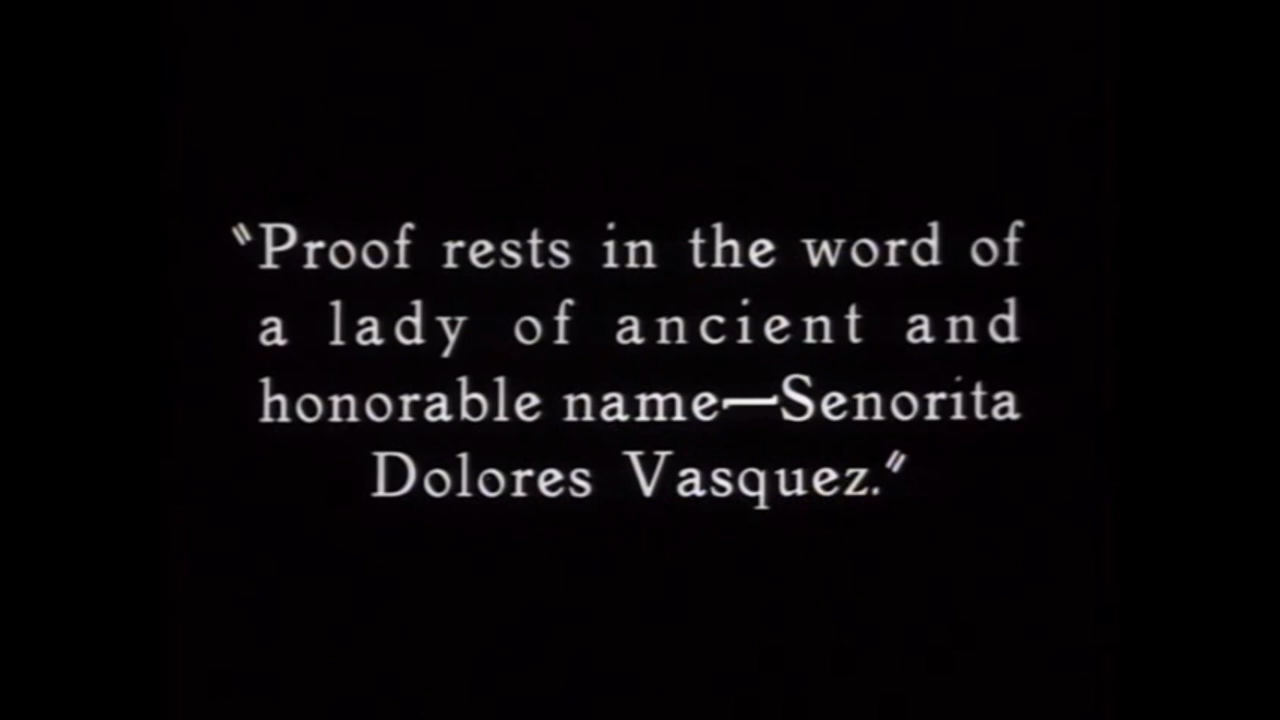 "Proof rests in the word of
a lady of ancient and
honorable name—Senorita
Dolores Vasquez."